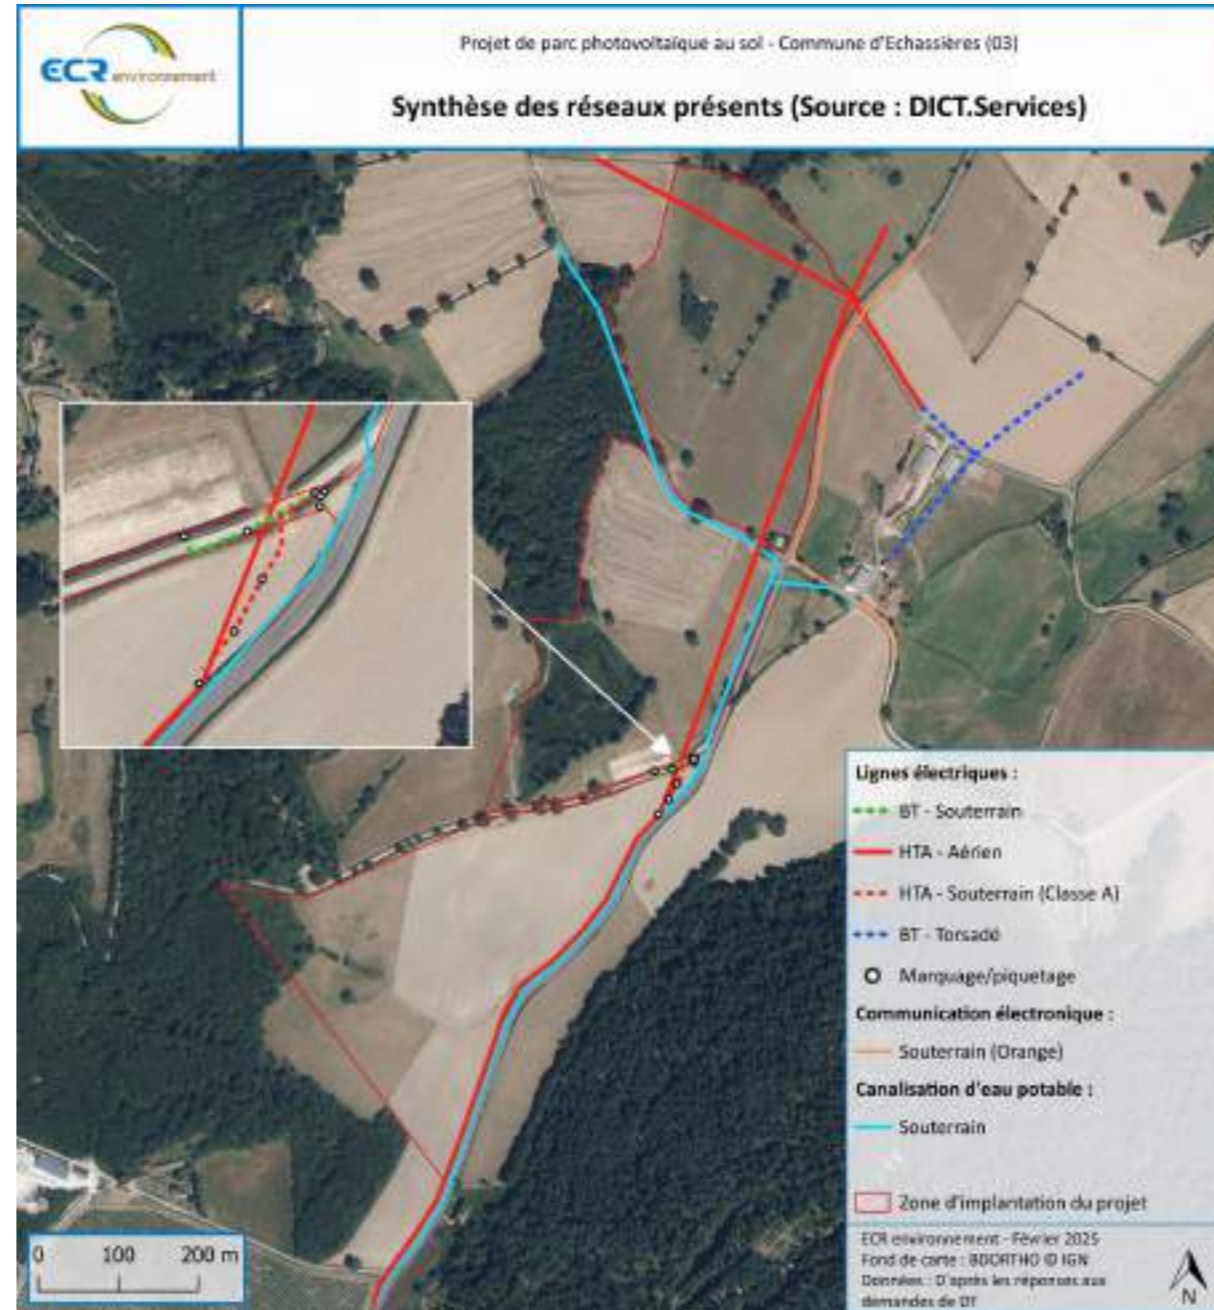 ECR environnement
Projet de parc photovoltaïque au sol - Commune d'Echassières (03)
Synthèse des réseaux présents (Source : DICT.Services)
Lignes électriques :
BT - Souterrain
HTA - Aérien
HTA - Souterrain (Classe A)
BT - Torsadé
Marquage/piquetage
Communication électronique :
Souterrain (Orange)
Canalisation d'eau potable :
Souterrain
Zone d'implantation du projet
ECR environnement - Février 2025
Fond de carte : BDORTHO © IGN
Données : D'après les réponses aux
demandes de DT
0 100 200 m
N